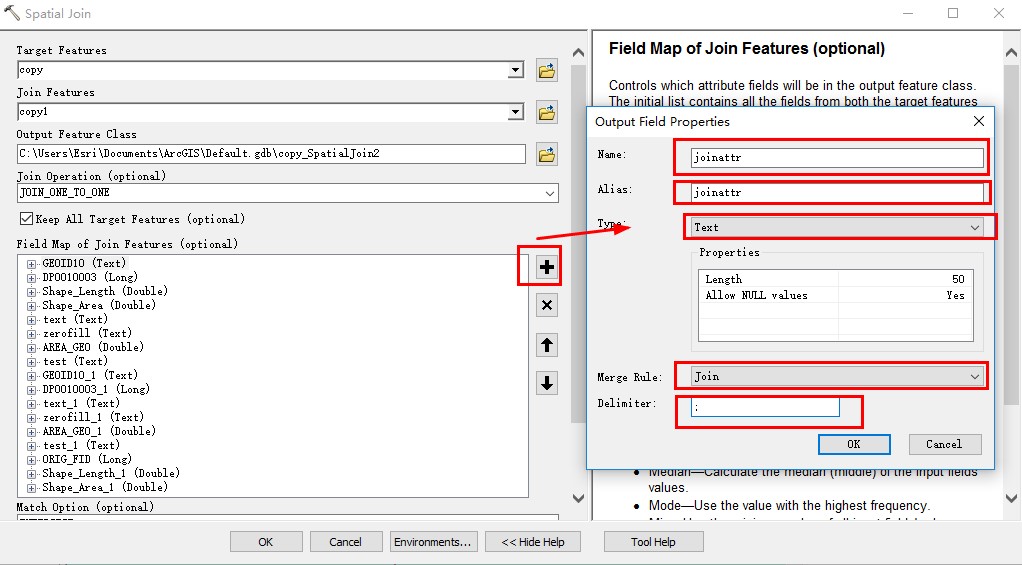 Spatial Join
Target Features
copy
Join Features
copy1
Output Feature Class
C:\Users\Esri\Documents\ArcGIS\Default.gdb\copy_SpatialJoin2
Join Operation (optional)
JOIN_ONE_TO_ONE
Keep All Target Features (optional)
Field Map of Join Features (optional)
GEOID10 (Text)
DP0010003 (Long)
Shape_Length (Double)
Shape_Area (Double)
text (Text)
zerofill (Text)
AREA_GEO (Double)
test (Text)
GEOID10_1 (Text)
DP0010003_1 (Long)
text_1 (Text)
zerofill_1 (Text)
AREA_GEO_1 (Double)
test_1 (Text)
ORIG_FID (Long)
Shape_Length_1 (Double)
Shape_Area_1 (Double)
Match Option (optional)
OK
Cancel
Environments...
<< Hide Help
Tool Help
Field Map of Join Features (optional)
Controls which attribute fields will be in the output feature class.
The initial list contains all the fields from both the target features
Output Field Properties
Name:
joinattr
Alias:
joinattr
Type:
Text
Properties
Length 50
Allow NULL values Yes
Merge Rule:
Join
Delimiter:
;
OK
Cancel
• Median—Calculate the median (middle) of the input fields
values.
• Mode—Use the value with the highest frequency.